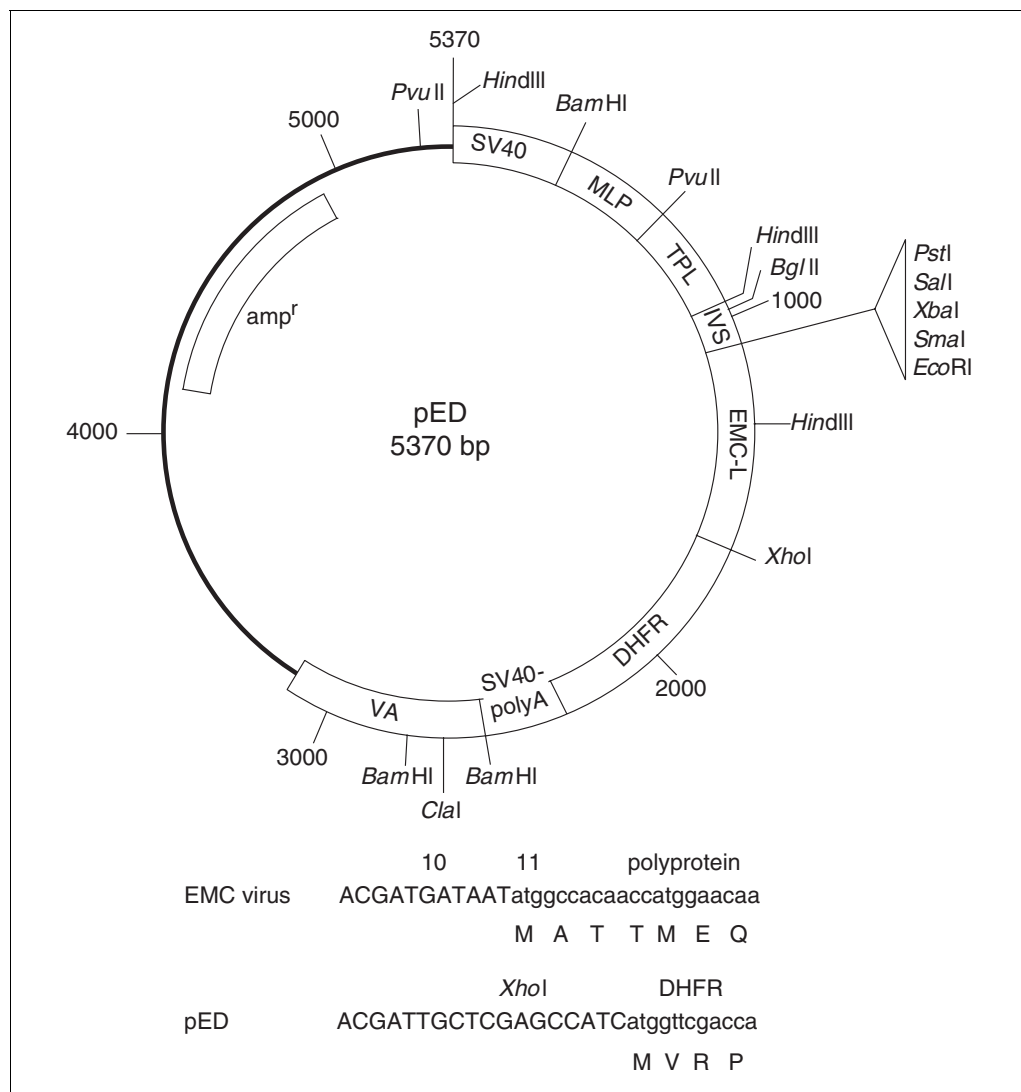 5370
HindIII
PvuII
5000
BamHI
SV40
MLP
PvuII
TPL
HindIII
BglII
1000
IVS
PstI
SalI
XbaI
SmaI
EcoRI
amp^r
pED
5370 bp
4000
EMC-L
HindIII
XhoI
DHFR
2000
SV40-
polyA
VA
3000
BamHI
BamHI
ClaI
10 11 polyprotein
EMC virus ACGATGATAATatggccacaaccatggaacaa
M A T T M E Q
XhoI DHFR
pED ACGATTGCTCGAGCCATCatggttcgacca
M V R P